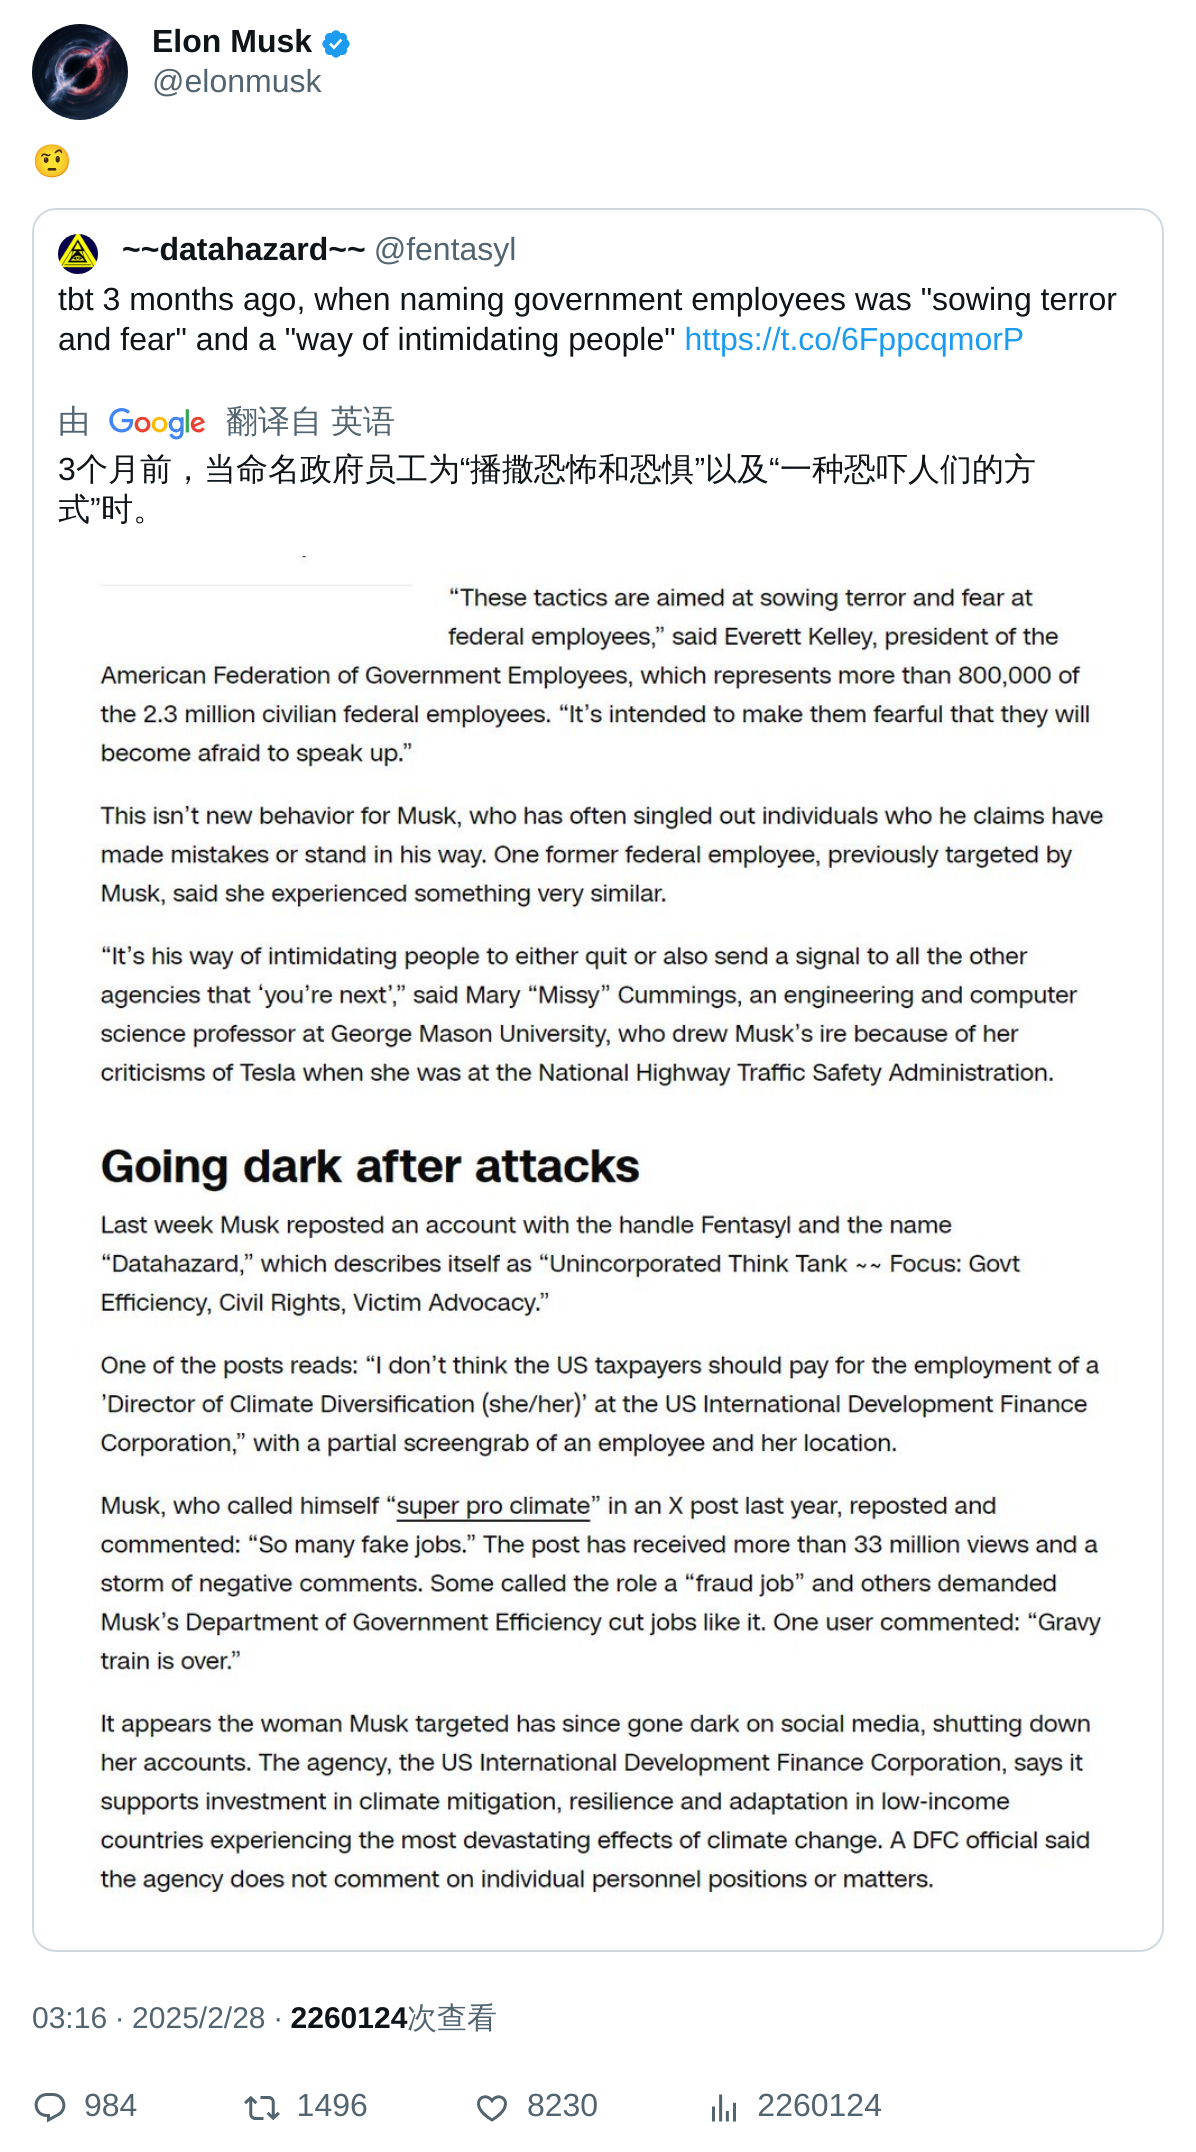 Elon Musk
@elonmusk
🤨
~~datahazard~~ @fentasyl
tbt 3 months ago, when naming government employees was "sowing terror
and fear" and a "way of intimidating people" https://t.co/6FppcqmorP
由 Google 翻译自 英语
3个月前，当命名政府员工为“播撒恐怖和恐惧”以及“一种恐吓人们的方
式”时。
“These tactics are aimed at sowing terror and fear at
federal employees,” said Everett Kelley, president of the
American Federation of Government Employees, which represents more than 800,000 of
the 2.3 million civilian federal employees. “It’s intended to make them fearful that they will
become afraid to speak up.”
This isn’t new behavior for Musk, who has often singled out individuals who he claims have
made mistakes or stand in his way. One former federal employee, previously targeted by
Musk, said she experienced something very similar.
“It’s his way of intimidating people to either quit or also send a signal to all the other
agencies that ‘you’re next’,” said Mary “Missy” Cummings, an engineering and computer
science professor at George Mason University, who drew Musk’s ire because of her
criticisms of Tesla when she was at the National Highway Traffic Safety Administration.
Going dark after attacks
Last week Musk reposted an account with the handle Fentasyl and the name
“Datahazard,” which describes itself as “Unincorporated Think Tank ~~ Focus: Govt
Efficiency, Civil Rights, Victim Advocacy.”
One of the posts reads: “I don’t think the US taxpayers should pay for the employment of a
’Director of Climate Diversification (she/her)’ at the US International Development Finance
Corporation,” with a partial screengrab of an employee and her location.
Musk, who called himself “super pro climate” in an X post last year, reposted and
commented: “So many fake jobs.” The post has received more than 33 million views and a
storm of negative comments. Some called the role a “fraud job” and others demanded
Musk’s Department of Government Efficiency cut jobs like it. One user commented: “Gravy
train is over.”
It appears the woman Musk targeted has since gone dark on social media, shutting down
her accounts. The agency, the US International Development Finance Corporation, says it
supports investment in climate mitigation, resilience and adaptation in low-income
countries experiencing the most devastating effects of climate change. A DFC official said
the agency does not comment on individual personnel positions or matters.
03:16 · 2025/2/28 · 2260124次查看
984 1496 8230 2260124